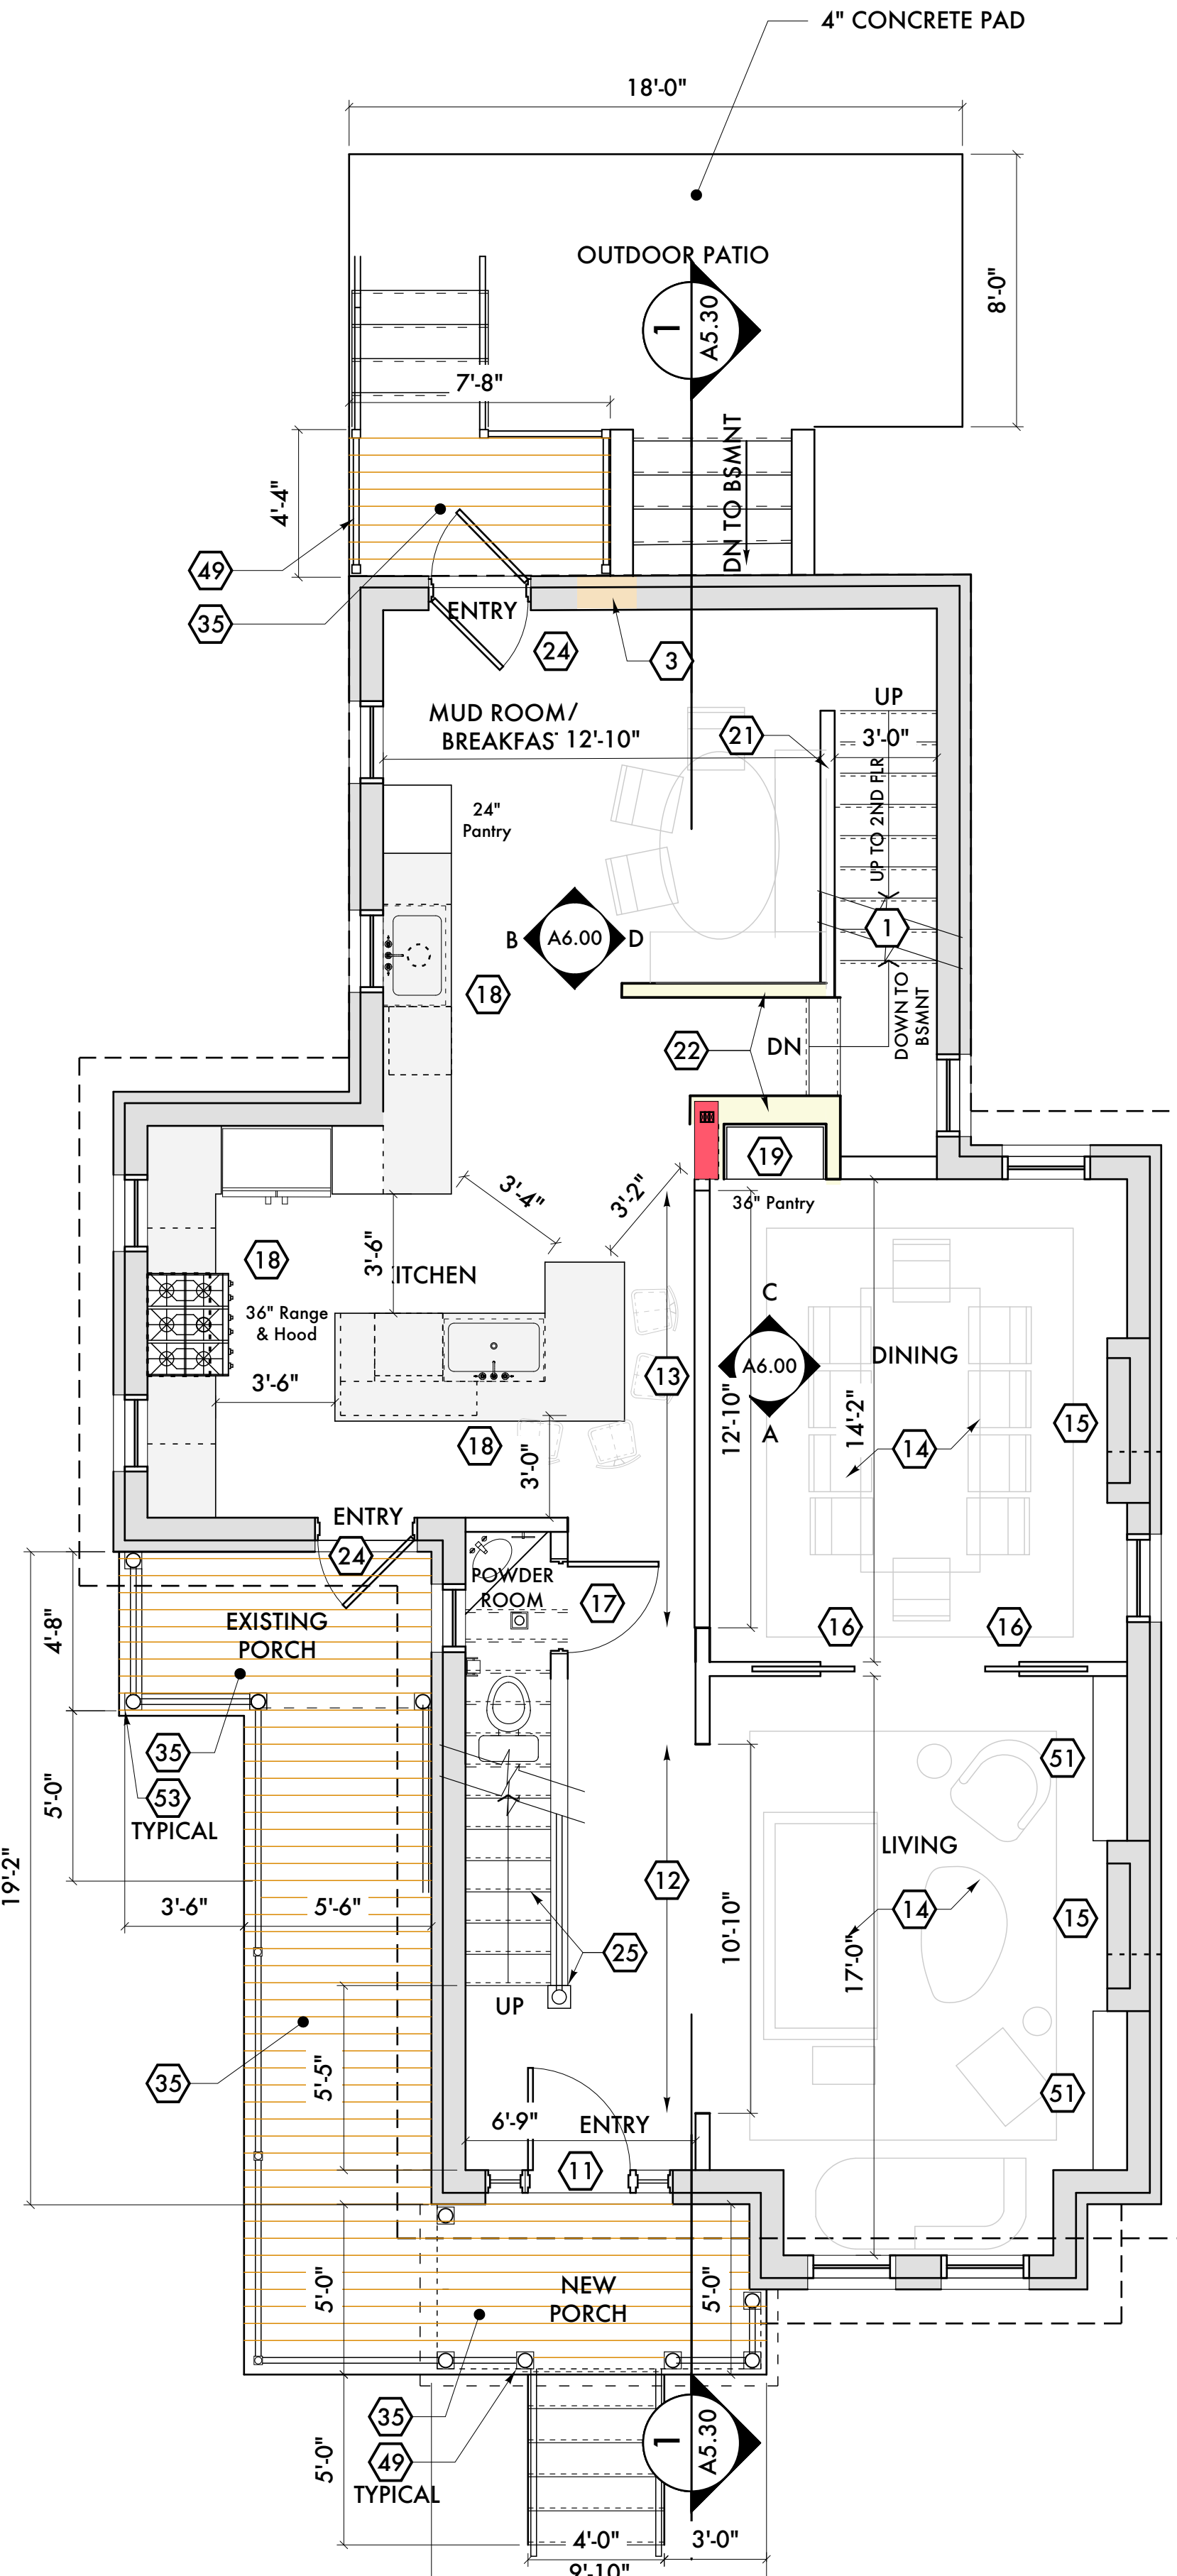 4" CONCRETE PAD
18'-0"
OUTDOOR PATIO
8'-0"
1
A5.30
7'-8"
4'-4"
DN TO BSMNT
49
35
ENTRY
24
3
MUD ROOM/
BREAKFAS 12'-10"
21
UP
3'-0"
UP TO 2ND FLR
24"
Pantry
1
B
A6.00
D
18
DOWN TO
BSMNT
22
DN
19
36" Pantry
3'-4"
3'-2"
18
3'-6"
ITCHEN
36" Range
& Hood
3'-6"
C
A6.00
A
13
12'-10"
DINING
14'-2"
14
15
18
3'-0"
ENTRY
24
POWDER
ROOM
17
16
16
EXISTING
PORCH
4'-8"
35
53
TYPICAL
5'-0"
19'-2"
3'-6"
5'-6"
51
LIVING
12
14
15
10'-10"
17'-0"
25
UP
35
5'-5"
51
6'-9"
ENTRY
11
NEW
PORCH
5'-0"
5'-0"
35
49
TYPICAL
5'-0"
1
A5.30
4'-0"
3'-0"
9'-10"